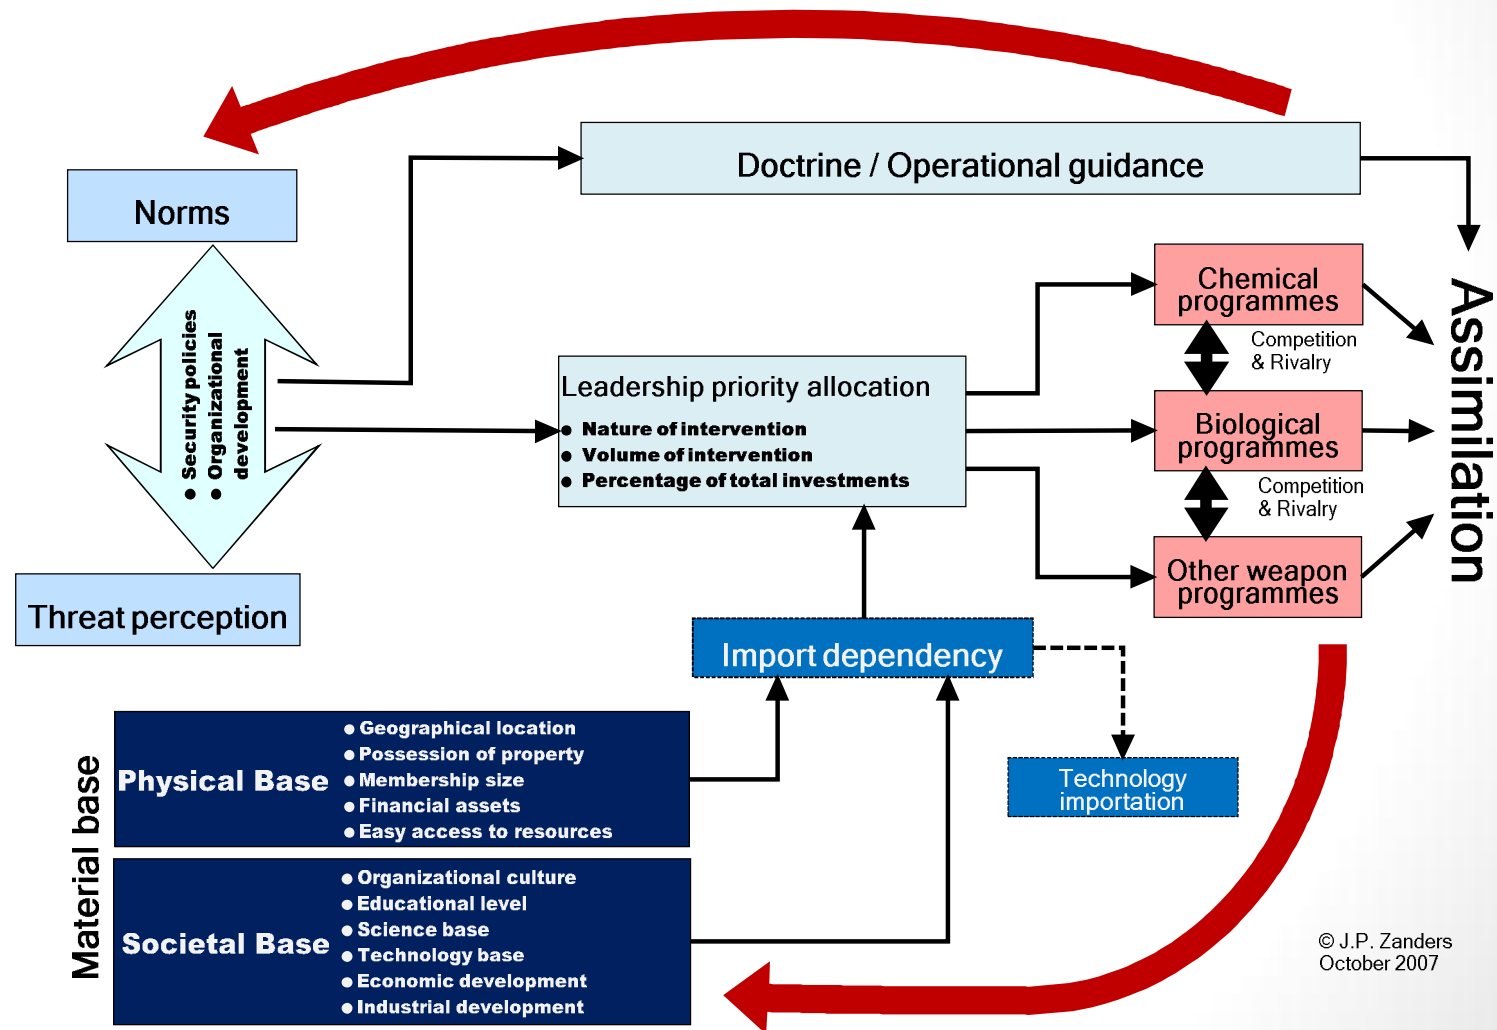 Doctrine / Operational guidance
Norms
● Security policies
● Organizational
development
Threat perception
Leadership priority allocation
● Nature of intervention
● Volume of intervention
● Percentage of total investments
Chemical
programmes
Competition
& Rivalry
Biological
programmes
Competition
& Rivalry
Other weapon
programmes
Assimilation
Import dependency
Technology
importation
Material base
Physical Base
● Geographical location
● Possession of property
● Membership size
● Financial assets
● Easy access to resources
Societal Base
● Organizational culture
● Educational level
● Science base
● Technology base
● Economic development
● Industrial development
© J.P. Zanders
October 2007